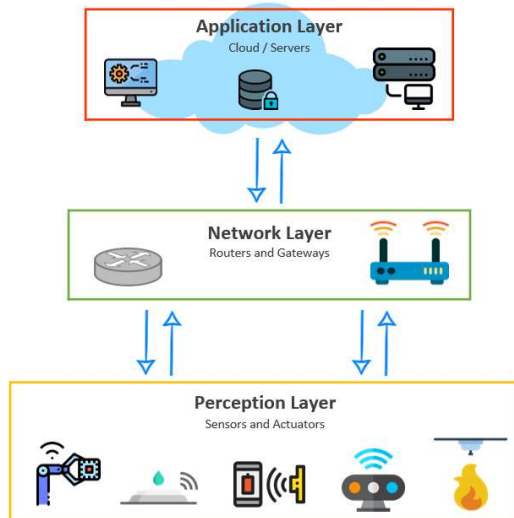 Application Layer
Cloud / Servers
Network Layer
Routers and Gateways
Perception Layer
Sensors and Actuators